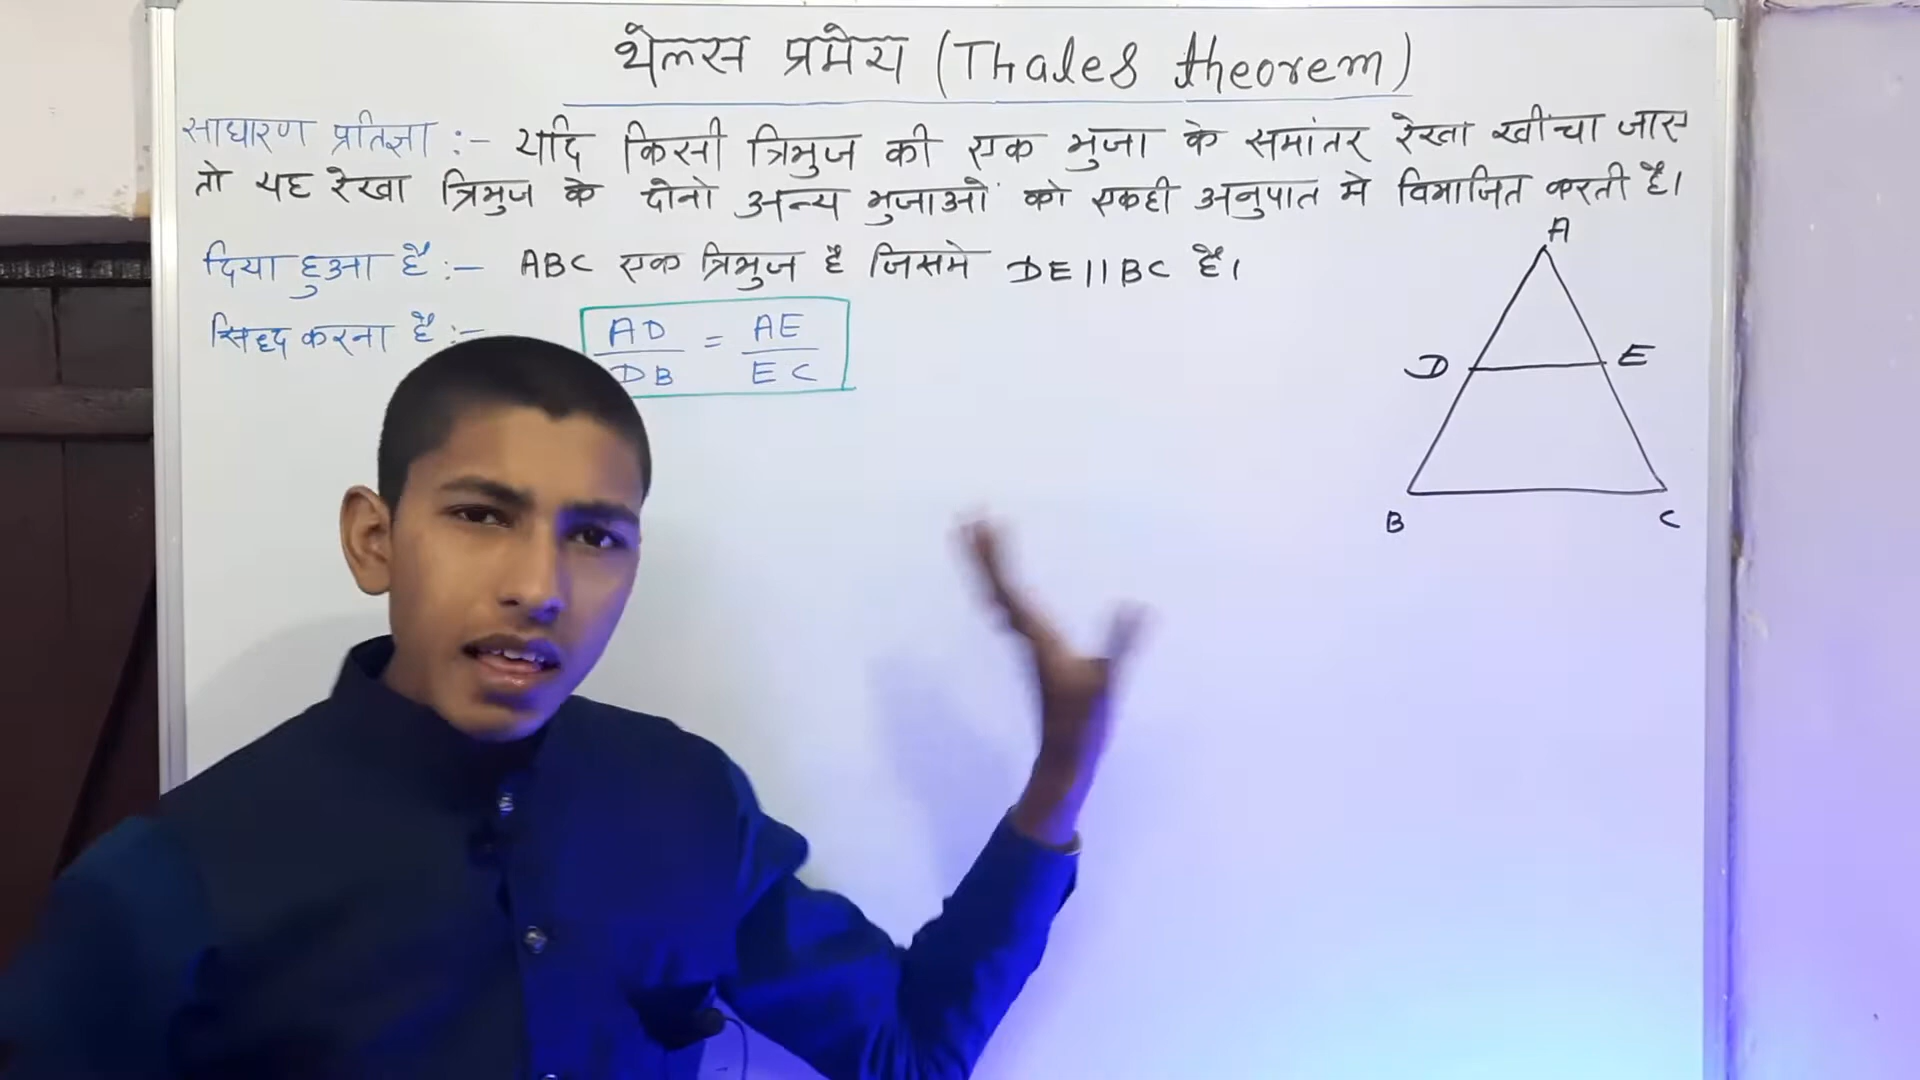 थेल्स प्रमेय (Thales theorem)
साधारण प्रतिज्ञा :- यदि किसी त्रिभुज की एक भुजा के समांतर रेखा खींचा जाए
तो यह रेखा त्रिभुज के दोनो अन्य भुजाओं को एकही अनुपात मे विभाजित करती है।
दिया हुआ है :- ABC एक त्रिभुज है जिसमे DE||BC है।
सिद्ध करना है :- AD/DB = AE/EC
A
D E
B C